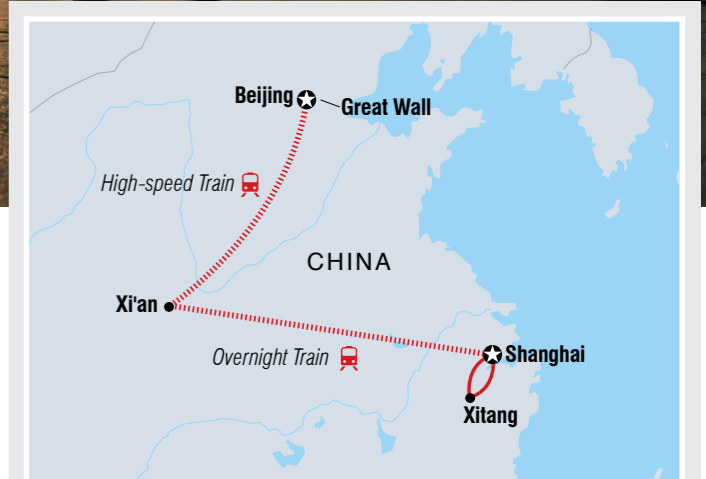 Beijing
Great Wall
High-speed Train
CHINA
Xi'an
Overnight Train
Shanghai
Xitang